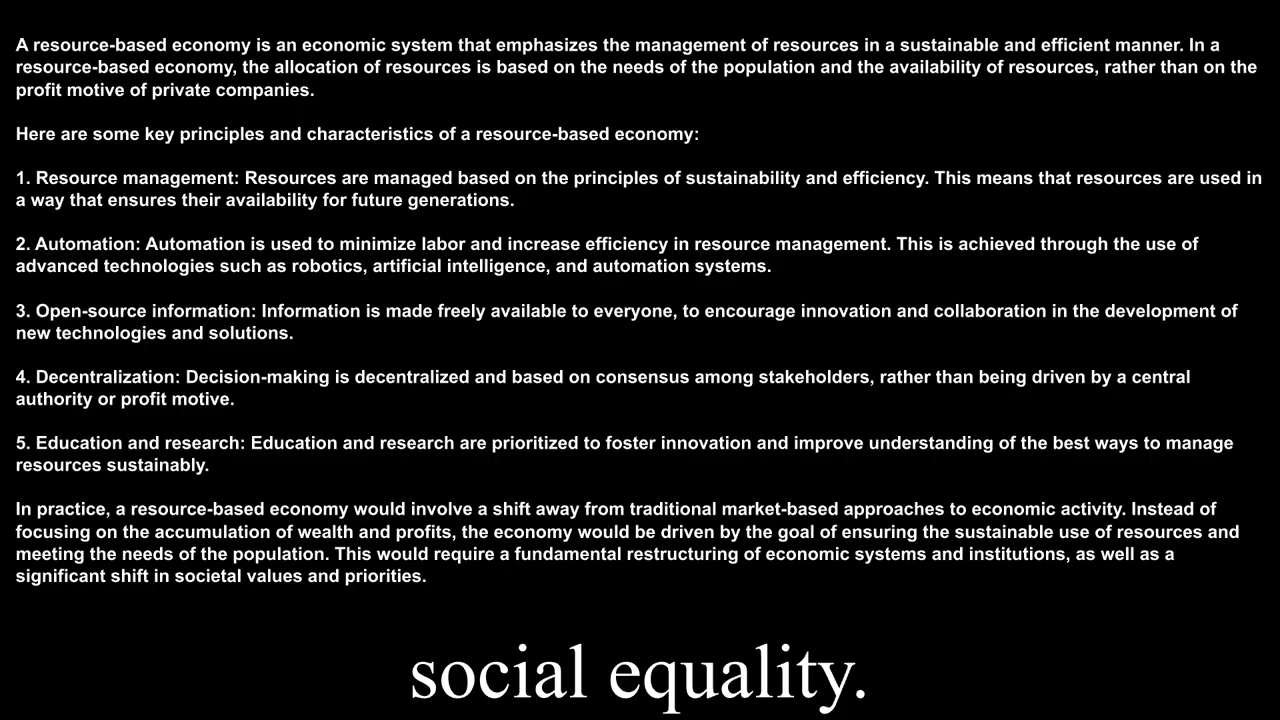 A resource-based economy is an economic system that emphasizes the management of resources in a sustainable and efficient manner. In a
resource-based economy, the allocation of resources is based on the needs of the population and the availability of resources, rather than on the
profit motive of private companies.
Here are some key principles and characteristics of a resource-based economy:
1. Resource management: Resources are managed based on the principles of sustainability and efficiency. This means that resources are used in
a way that ensures their availability for future generations.
2. Automation: Automation is used to minimize labor and increase efficiency in resource management. This is achieved through the use of
advanced technologies such as robotics, artificial intelligence, and automation systems.
3. Open-source information: Information is made freely available to everyone, to encourage innovation and collaboration in the development of
new technologies and solutions.
4. Decentralization: Decision-making is decentralized and based on consensus among stakeholders, rather than being driven by a central
authority or profit motive.
5. Education and research: Education and research are prioritized to foster innovation and improve understanding of the best ways to manage
resources sustainably.
In practice, a resource-based economy would involve a shift away from traditional market-based approaches to economic activity. Instead of
focusing on the accumulation of wealth and profits, the economy would be driven by the goal of ensuring the sustainable use of resources and
meeting the needs of the population. This would require a fundamental restructuring of economic systems and institutions, as well as a
significant shift in societal values and priorities.
social equality.